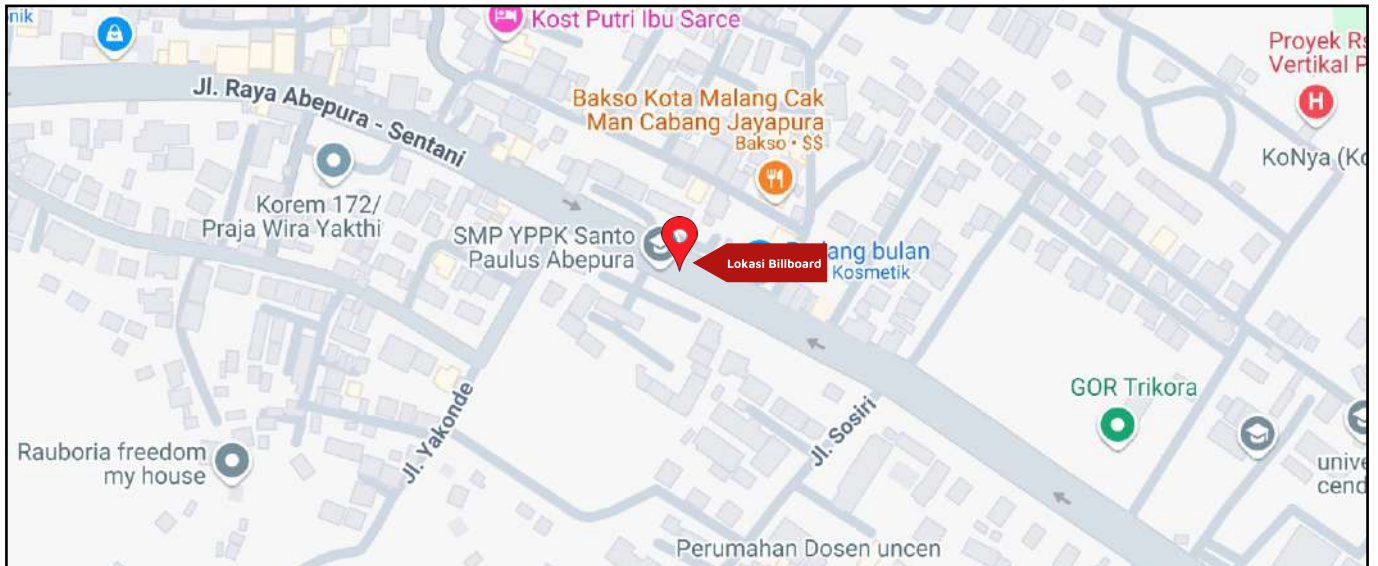 nik
Kost Putri Ibu Sarce
Proyek Rs
Vertikal P
Jl. Raya Abepura - Sentani
Bakso Kota Malang Cak
Man Cabang Jayapura
Bakso • $$
KoNya (Ko
Korem 172/
Praja Wira Yakthi
SMP YPPK Santo
Paulus Abepura
Lokasi Billboard
ang bulan
Kosmetik
GOR Trikora
Jl. Yakonde
Jl. Sosiri
Rauboria freedom
my house
unive
cend
Perumahan Dosen uncen